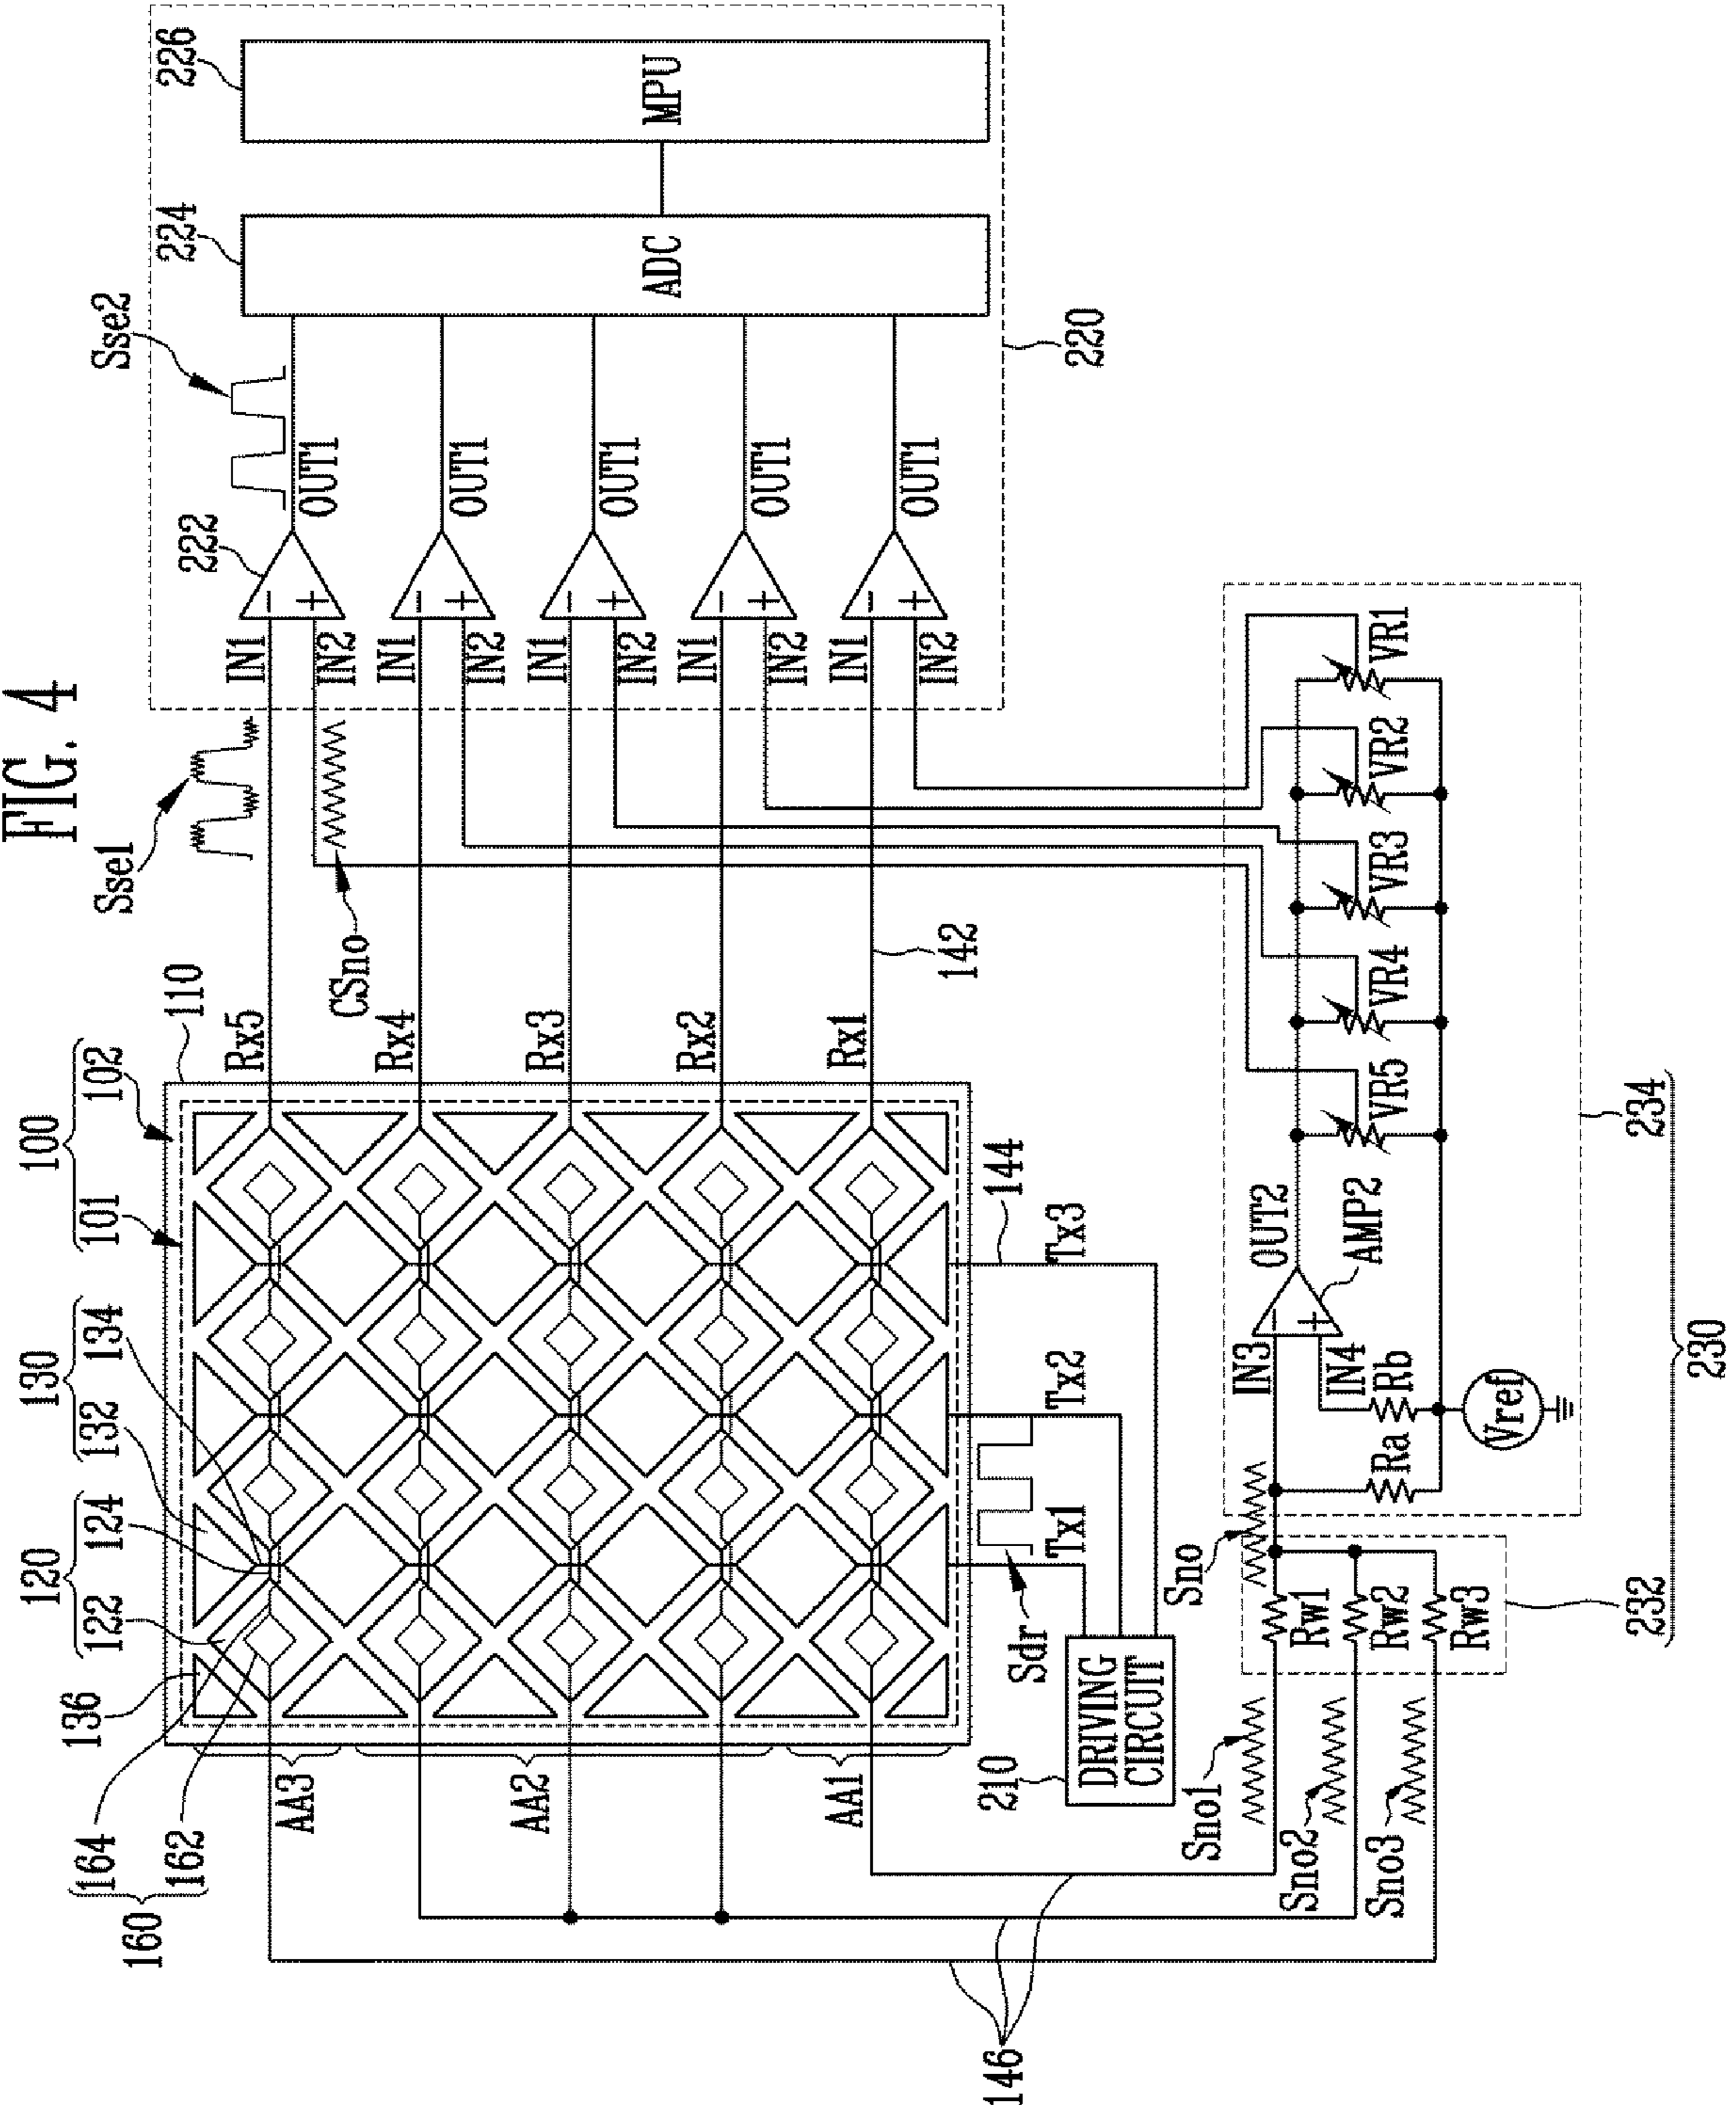 FIG. 4
100
101
102
110
120
122
124
130
132
134
136
164
162
160
AA3
AA2
AA1
Rx5
Rx4
Rx3
Rx2
Rx1
142
Sse1
CSno
IN1
IN2
IN1
IN2
IN1
IN2
IN1
IN2
IN1
IN2
−
+
−
+
−
+
−
+
−
+
222
OUT1
OUT1
OUT1
OUT1
OUT1
Sse2
224
ADC
226
MPU
220
144
Tx1
Tx2
Tx3
Sdr
210
DRIVING
CIRCUIT
146
Sno1
Sno2
Sno3
Sno
Rw1
Rw2
Rw3
232
IN3
IN4
−
+
Ra
Rb
Vref
OUT2
AMP2
VR5
VR4
VR3
VR2
VR1
234
230